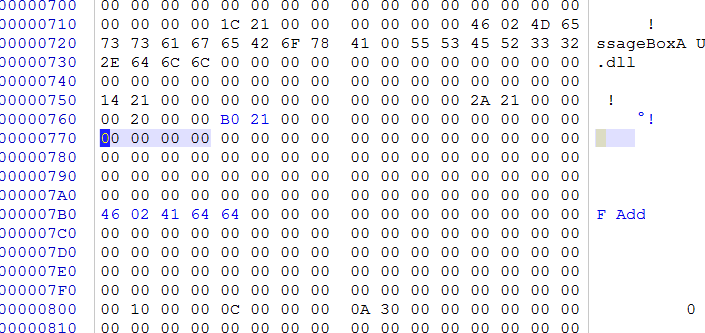 00000700 00 00 00 00 00 00 00 00 00 00 00 00 00 00 00 00
00000710 00 00 00 00 1C 21 00 00 00 00 00 00 46 02 4D 65 !
00000720 73 73 61 67 65 42 6F 78 41 00 55 53 45 52 33 32 ssageBoxA U
00000730 2E 64 6C 6C 00 00 00 00 00 00 00 00 00 00 00 00 .dll
00000740 00 00 00 00 00 00 00 00 00 00 00 00 00 00 00 00
00000750 14 21 00 00 00 00 00 00 00 00 00 00 2A 21 00 00 !
00000760 00 20 00 00 B0 21 00 00 00 00 00 00 00 00 00 00 °!
00000770 00 00 00 00 00 00 00 00 00 00 00 00 00 00 00 00
00000780 00 00 00 00 00 00 00 00 00 00 00 00 00 00 00 00
00000790 00 00 00 00 00 00 00 00 00 00 00 00 00 00 00 00
000007A0 00 00 00 00 00 00 00 00 00 00 00 00 00 00 00 00
000007B0 46 02 41 64 64 00 00 00 00 00 00 00 00 00 00 00 F Add
000007C0 00 00 00 00 00 00 00 00 00 00 00 00 00 00 00 00
000007D0 00 00 00 00 00 00 00 00 00 00 00 00 00 00 00 00
000007E0 00 00 00 00 00 00 00 00 00 00 00 00 00 00 00 00
000007F0 00 00 00 00 00 00 00 00 00 00 00 00 00 00 00 00
00000800 00 10 00 00 0C 00 00 00 0A 30 00 00 00 00 00 00 0
00000810 00 00 00 00 00 00 00 00 00 00 00 00 00 00 00 00